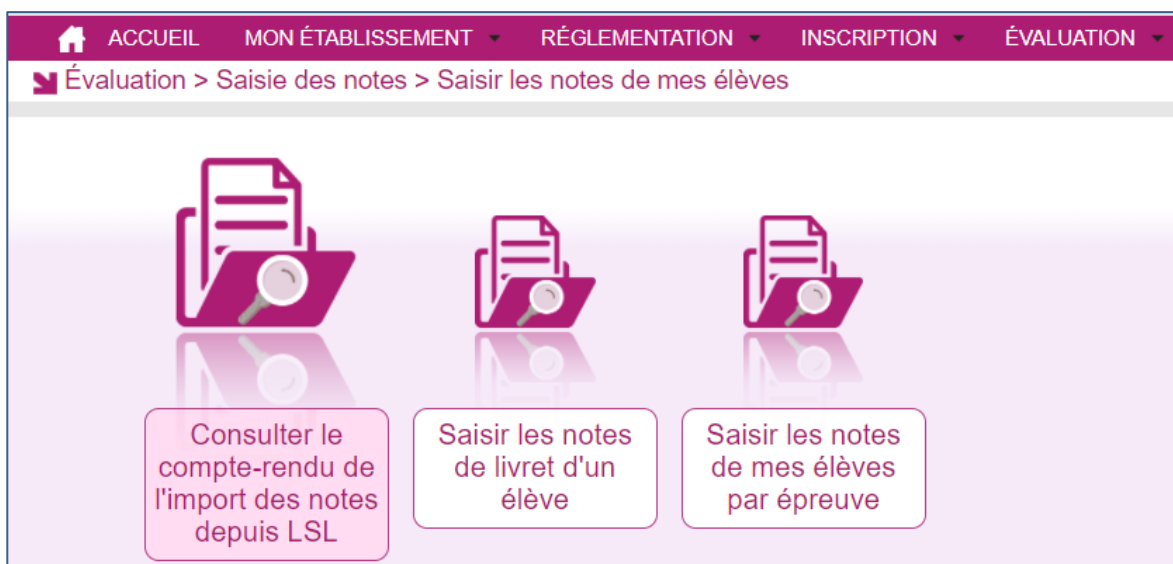 ACCUEIL MON ÉTABLISSEMENT RÉGLEMENTATION INSCRIPTION ÉVALUATION
Évaluation > Saisie des notes > Saisir les notes de mes élèves
Consulter le
compte-rendu de
l'import des notes
depuis LSL
Saisir les notes
de livret d'un
élève
Saisir les notes
de mes élèves
par épreuve